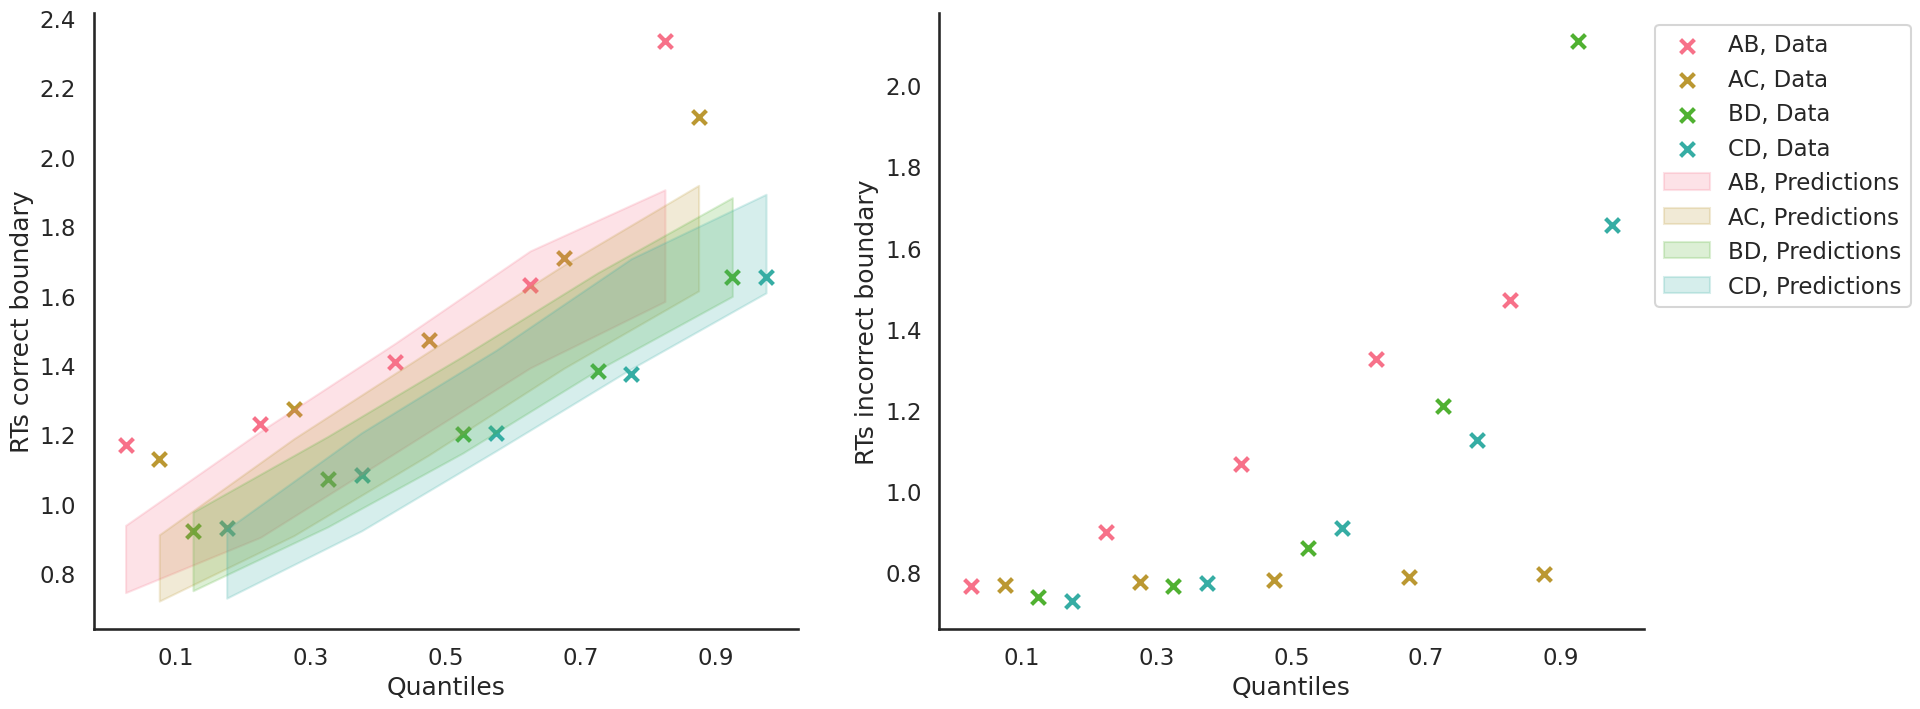 2.4
2.2
2.0
1.8
1.6
1.4
1.2
1.0
0.8
RTs correct boundary
0.1 0.3 0.5 0.7 0.9
Quantiles
2.0
1.8
1.6
1.4
1.2
1.0
0.8
RTs incorrect boundary
0.1 0.3 0.5 0.7 0.9
Quantiles
AB, Data
AC, Data
BD, Data
CD, Data
AB, Predictions
AC, Predictions
BD, Predictions
CD, Predictions